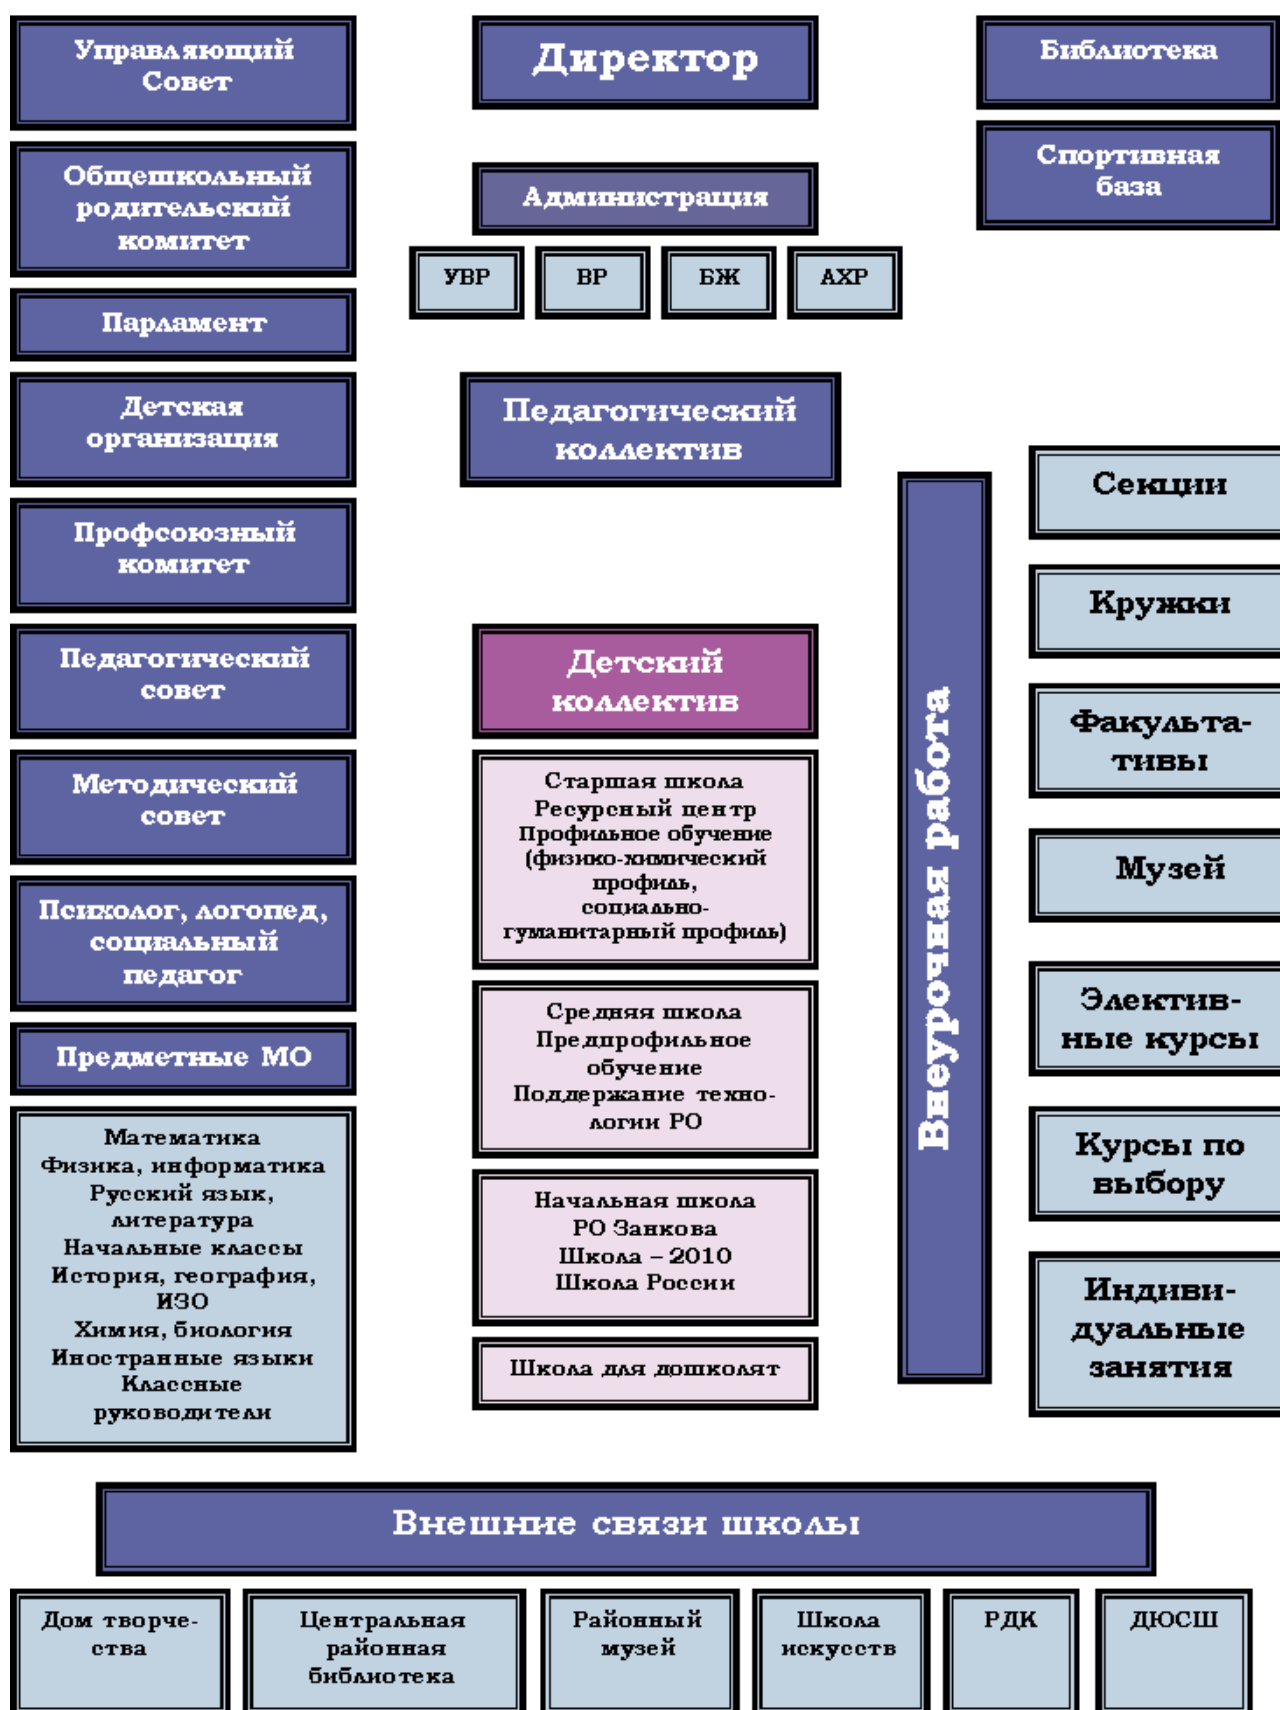 Управляющий
Совет
Директор
Библиотека
Спортивная
база
Общешкольный
родительский
комитет
Администрация
УВР
ВР
БЖ
АХР
Парламент
Детская
организация
Педагогический
коллектив
Профсоюзный
комитет
Педагогический
совет
Методический
совет
Психолог, логопед,
социальный
педагог
Предметные МО
Математика
Физика, информатика
Русский язык,
литература
Начальные классы
История, география,
ИЗО
Химия, биология
Иностранные языки
Классные
руководители
Детский
коллектив
Старшая школа
Ресурсный центр
Профильное обучение
(физико-химический
профиль,
социально-
гуманитарный профиль)
Средняя школа
Предпрофильное
обучение
Поддержание техно-
логии РО
Начальная школа
РО Занкова
Школа – 2010
Школа России
Школа для дошколят
Внеурочная работа
Секции
Кружки
Факульта-
тивы
Музей
Электив-
ные курсы
Курсы по
выбору
Индиви-
дуальные
занятия
Внешние связи школы
Дом творче-
ства
Центральная
районная
библиотека
Районный
музей
Школа
искусств
РДК
ДЮСШ